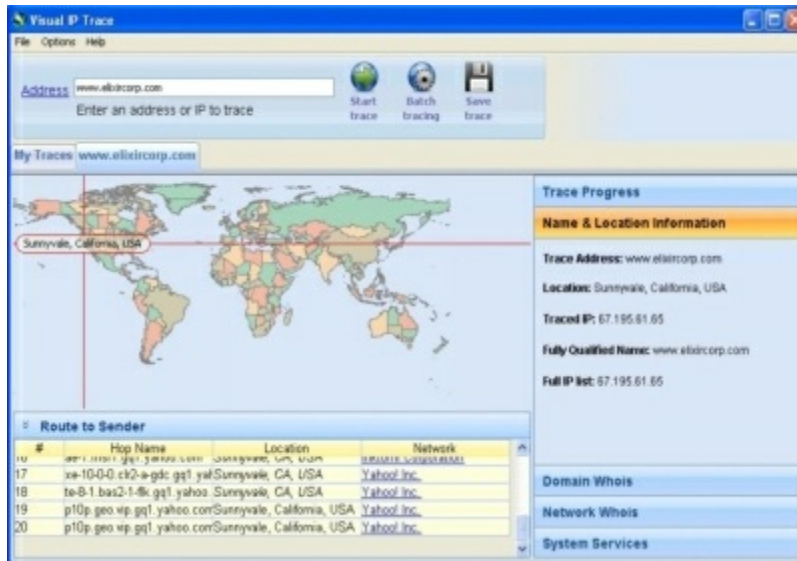 Visual IP Trace
File Options Help
Address www.elixircorp.com
Enter an address or IP to trace
Start trace
Batch tracing
Save trace
My Traces www.elixircorp.com
Sunnyvale, California, USA
Trace Progress
Name & Location Information
Trace Address: www.elixircorp.com
Location: Sunnyvale, California, USA
Traced IP: 67.195.61.65
Fully Qualified Name: www.elixircorp.com
Full IP list: 67.195.61.65
Route to Sender
# Hop Name Location Network
16 Sunnyvale, CA, USA
17 xe-10-0-0.clr2-a-gdc.gq1.yah Sunnyvale, CA, USA Yahoo! Inc.
18 te-8-1.bas2-1-flk.gq1.yahoo. Sunnyvale, CA, USA Yahoo! Inc.
19 p10p.geo.vip.gq1.yahoo.com Sunnyvale, California, USA Yahoo! Inc.
20 p10p.geo.vip.gq1.yahoo.com Sunnyvale, California, USA Yahoo! Inc.
Domain Whois
Network Whois
System Services